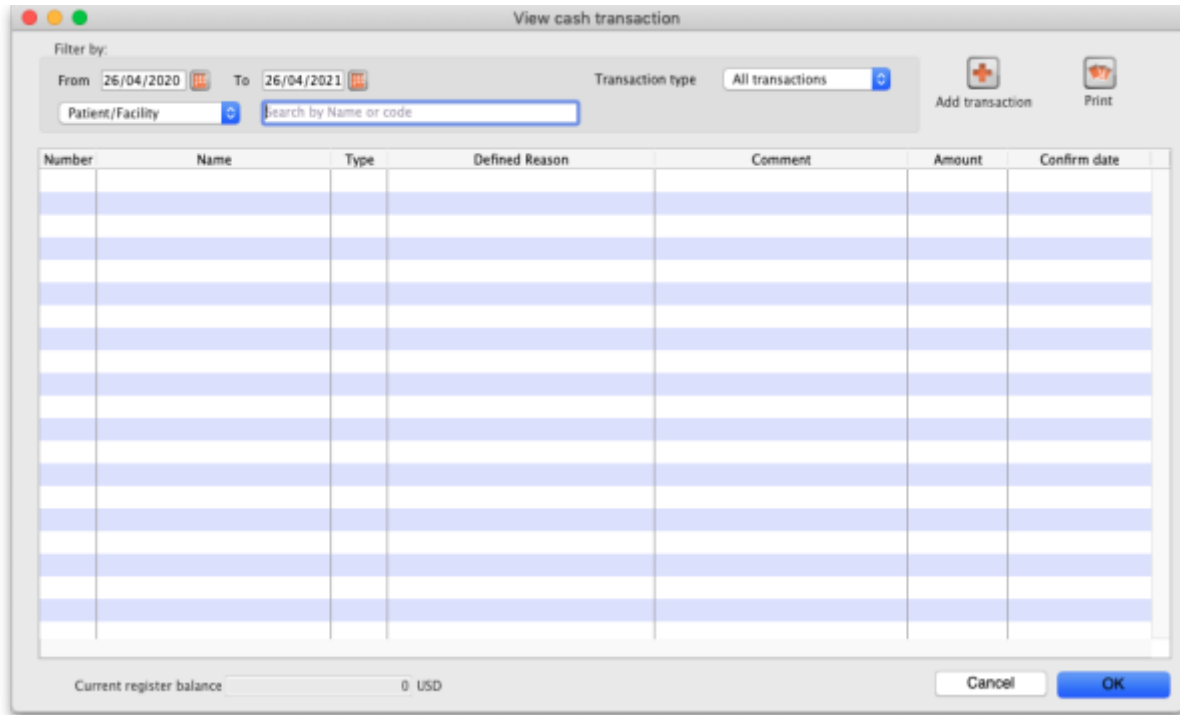 View cash transaction
Filter by:
From 26/04/2020 To 26/04/2021 Transaction type All transactions
Add transaction Print
Patient/Facility Search by Name or code
Number Name Type Defined Reason Comment Amount Confirm date
Current register balance 0 USD Cancel OK